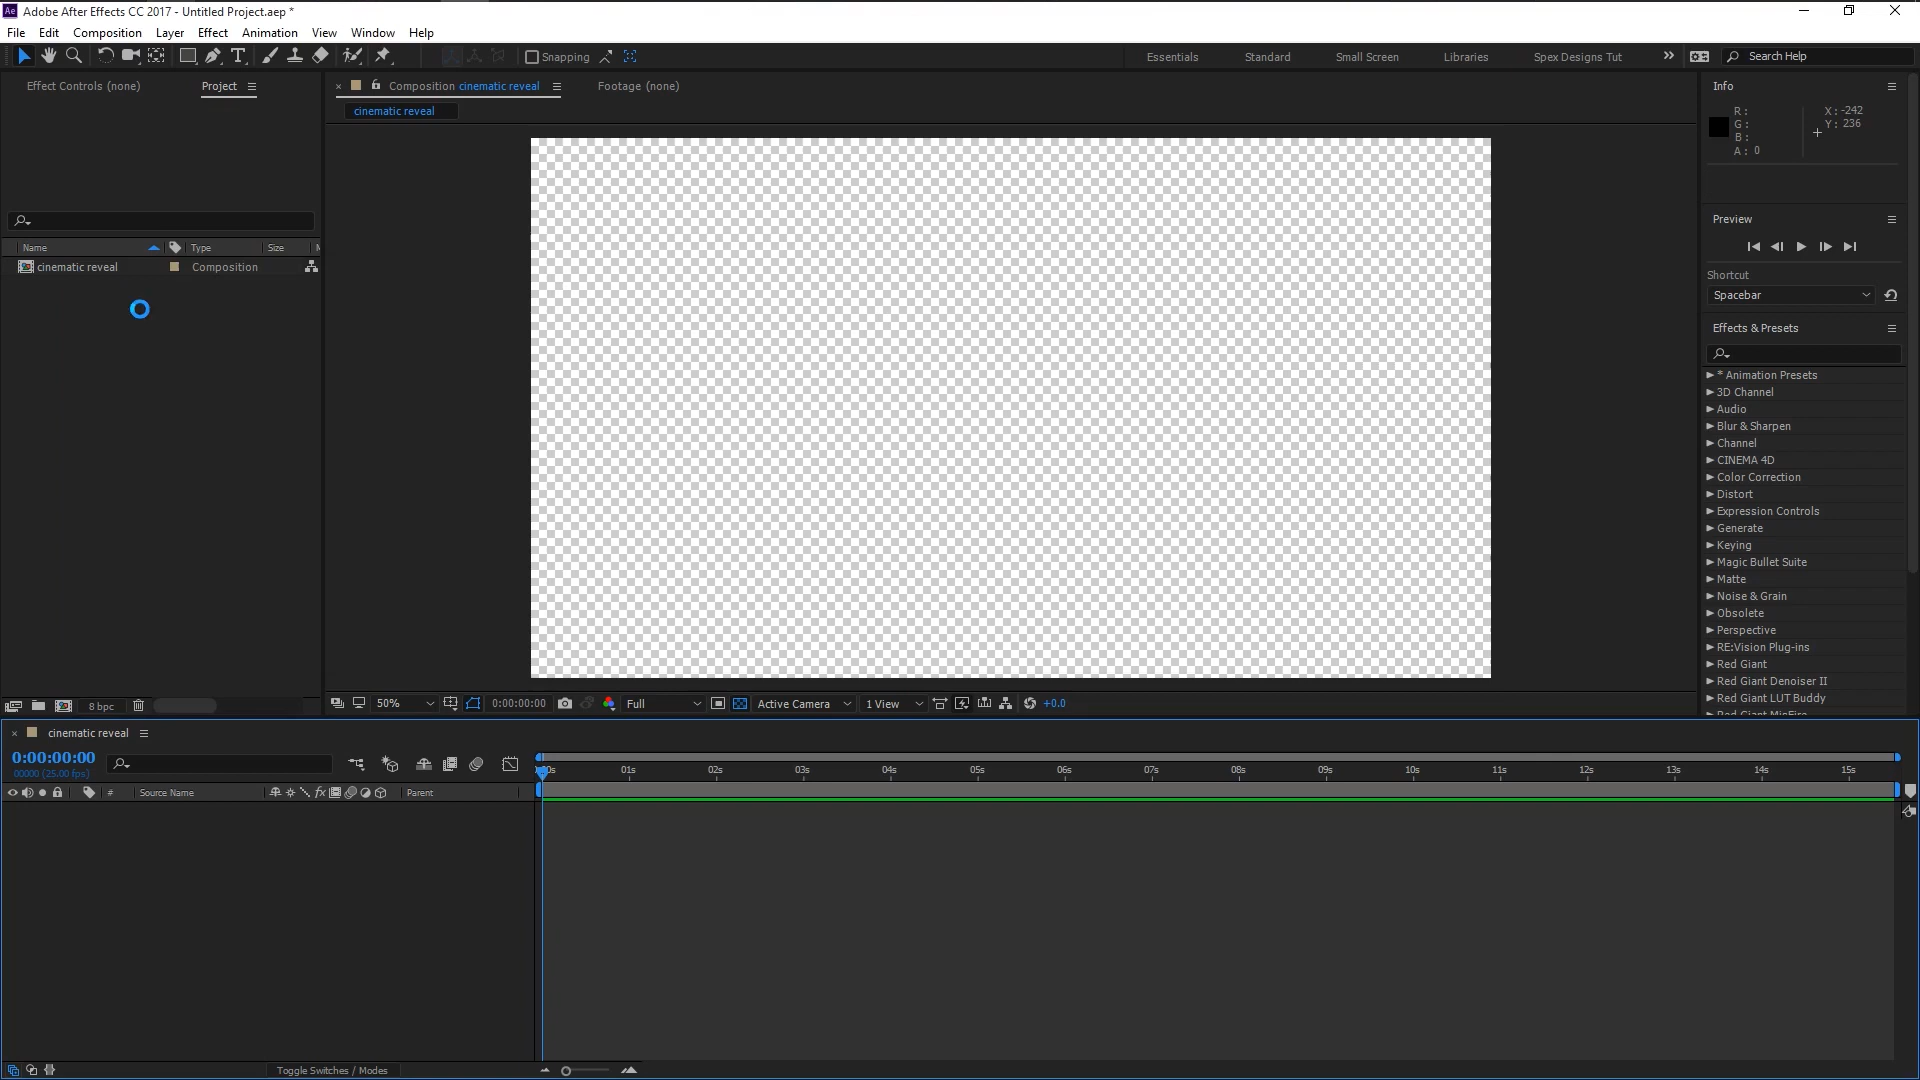 Ae Adobe After Effects CC 2017 - Untitled Project.aep *
File Edit Composition Layer Effect Animation View Window Help
T Snapping Essentials Standard Small Screen Libraries Spex Designs Tut » Search Help
Effect Controls (none) Project
× Composition cinematic reveal Footage (none)
cinematic reveal
Info
R :
G :
B :
A : 0
X : -242
Y : 236
Preview
Shortcut
Spacebar
Name Type Size
cinematic reveal Composition
Effects & Presets
* Animation Presets
3D Channel
Audio
Blur & Sharpen
Channel
CINEMA 4D
Color Correction
Distort
Expression Controls
Generate
Keying
Magic Bullet Suite
Matte
Noise & Grain
Obsolete
Perspective
RE:Vision Plug-ins
Red Giant
Red Giant Denoiser II
Red Giant LUT Buddy
8 bpc
50% 0:00:00:00 Full Active Camera 1 View +0.0
× cinematic reveal
0:00:00:00
00000 (25.00 fps)
01s 02s 03s 04s 05s 06s 07s 08s 09s 10s 11s 12s 13s 14s 15s
# Source Name fx Parent
Toggle Switches / Modes